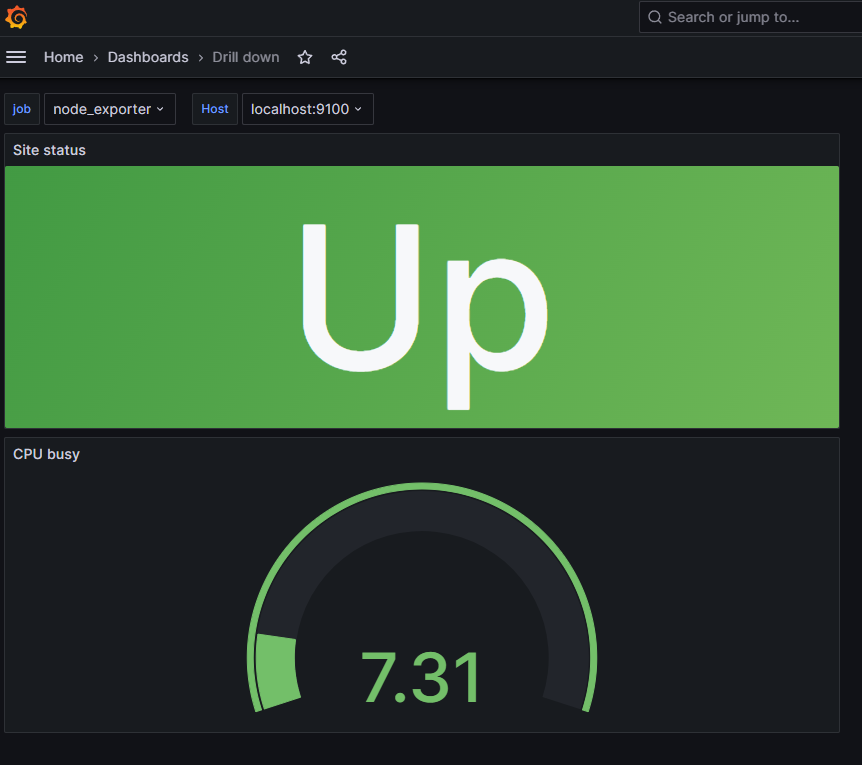 Search or jump to...
Home › Dashboards › Drill down
job node_exporter Host localhost:9100
Site status
Up
CPU busy
7.31